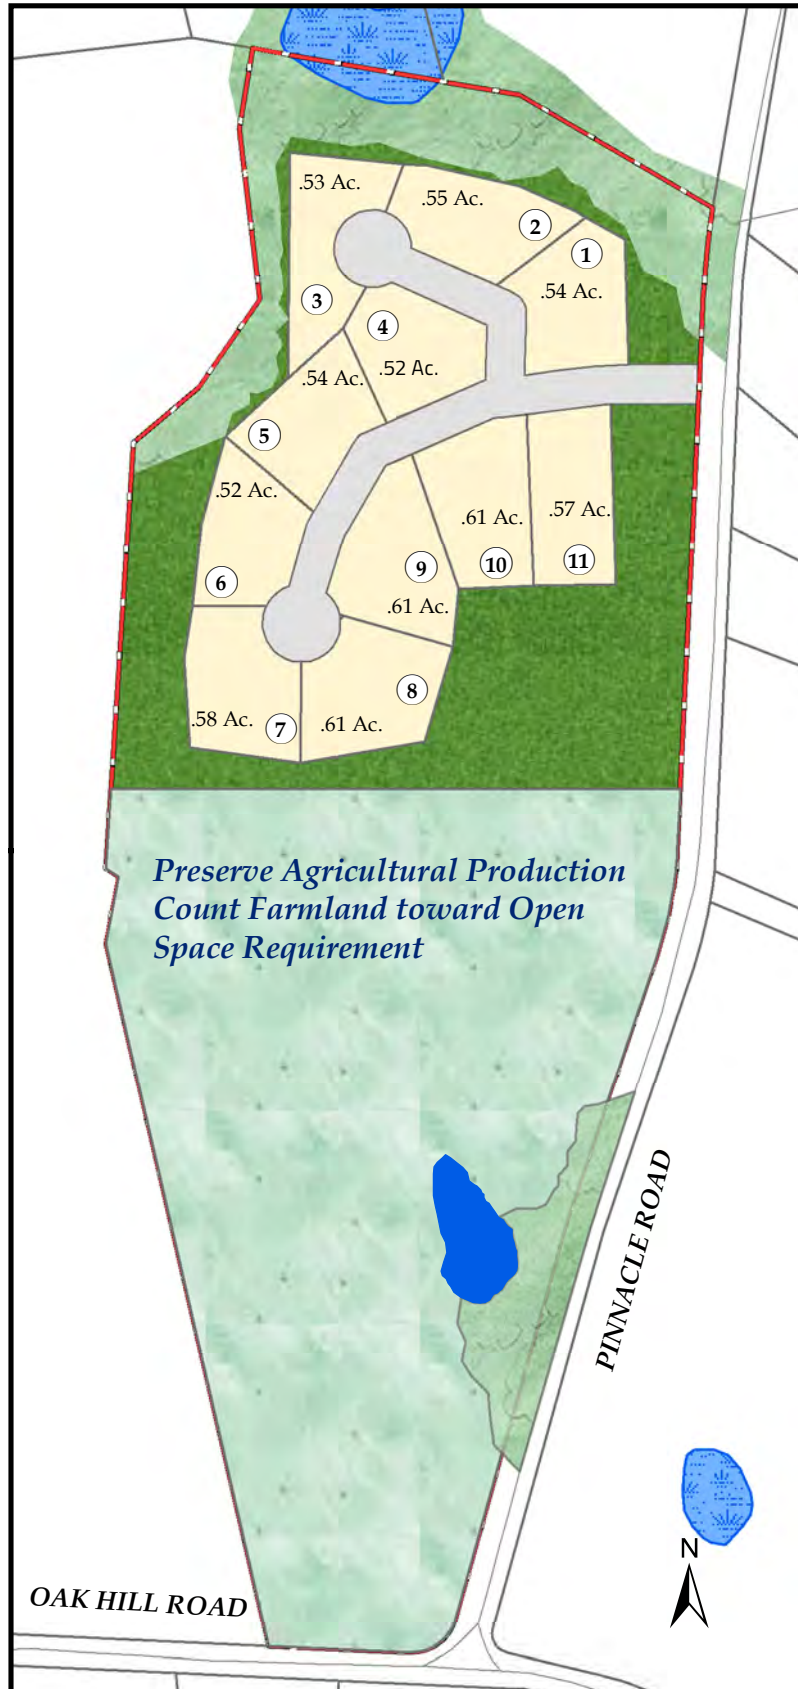 .53 Ac.
.55 Ac.
2
1
.54 Ac.
3
4
.52 Ac.
.54 Ac.
5
.52 Ac.
.61 Ac.
.57 Ac.
6
9
10
11
.61 Ac.
8
.58 Ac.
7
.61 Ac.
Preserve Agricultural Production
Count Farmland toward Open
Space Requirement
PINNACLE ROAD
N
OAK HILL ROAD